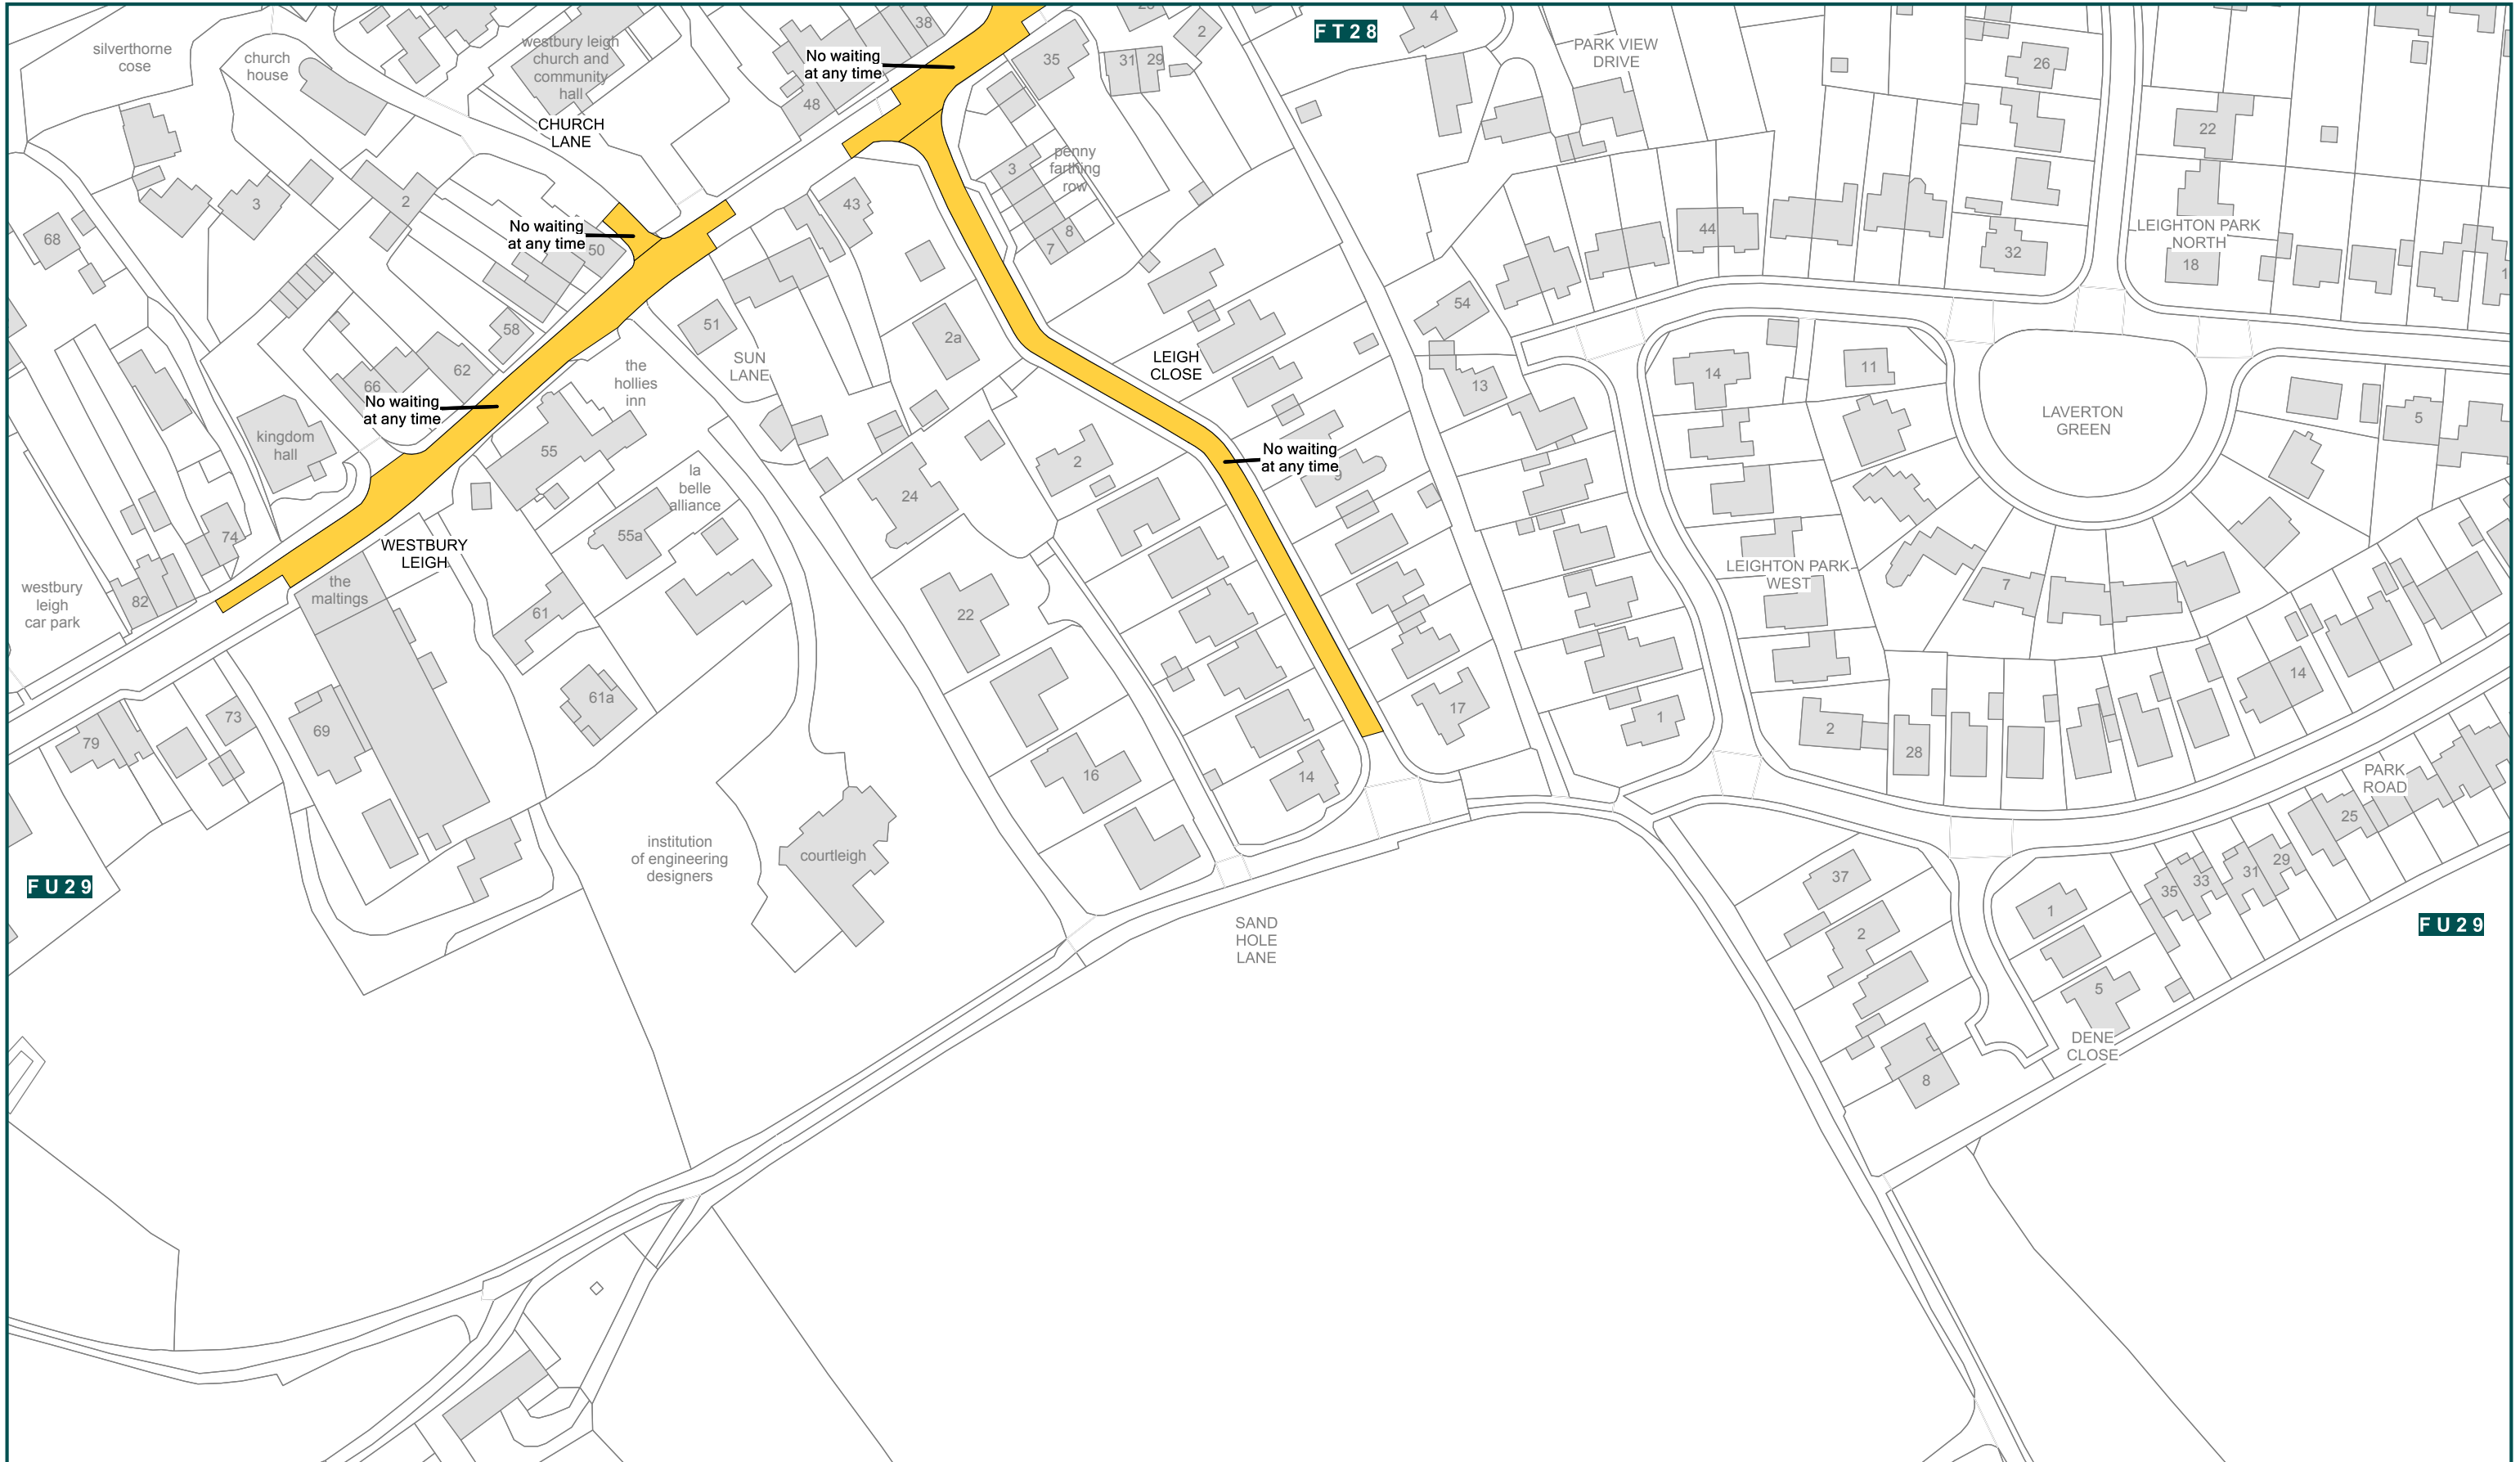 FT28
silverthorne
cose
church
house
westbury leigh
church and
community
hall
38
No waiting
at any time
48
35
31
29
2
4
PARK VIEW
DRIVE
26
22
CHURCH
LANE
3
penny
farthing
row
7
8
68
3
2
No waiting
at any time
50
43
44
32
LEIGHTON PARK
NORTH
18
58
51
2a
54
SUN
LANE
the
hollies
inn
LEIGH
CLOSE
62
66
No waiting
at any time
13
14
11
LAVERTON
GREEN
5
kingdom
hall
55
la
belle
alliance
24
2
No waiting
at any time
9
74
55a
WESTBURY
LEIGH
the
maltings
LEIGHTON PARK
WEST
7
westbury
leigh
car park
82
61
22
61a
17
14
79
73
69
1
2
28
16
14
PARK
ROAD
25
institution
of engineering
designers
courtleigh
37
29
31
33
35
FU29
SAND
HOLE
LANE
2
1
FU29
5
DENE
CLOSE
8